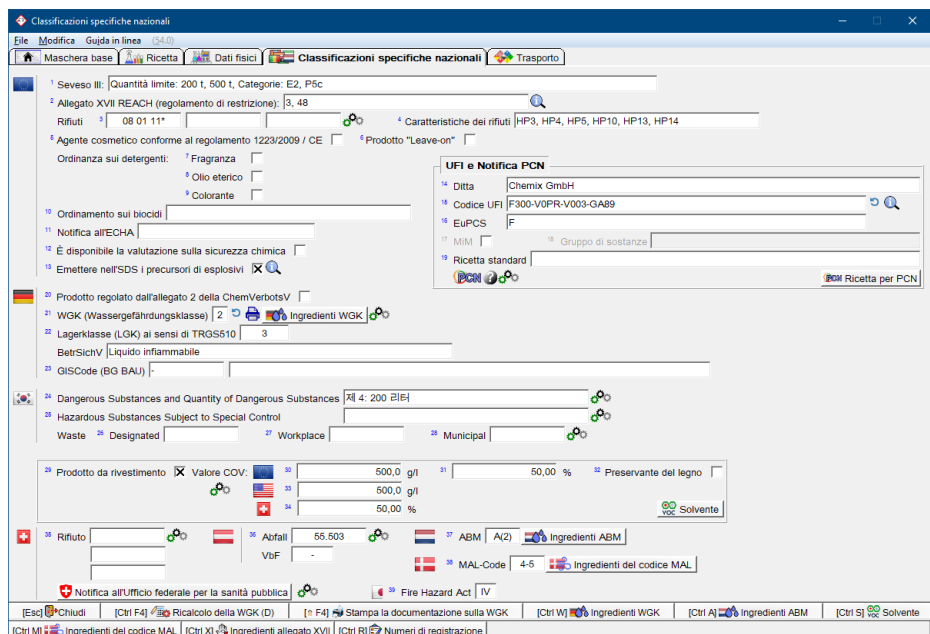 Classificazioni specifiche nazionali
File Modifica Gujda in linea (54.0)
Maschera base Ricetta Dati fisici Classificazioni specifiche nazionali Trasporto
1 Seveso III: Quantità limite: 200 t, 500 t, Categorie: E2, P5c
2 Allegato XVII REACH (regolamento di restrizione): 3, 48
Rifiuti 3 08 01 11* 4 Caratteristiche dei rifiuti HP3, HP4, HP5, HP10, HP13, HP14
5 Agente cosmetico conforme al regolamento 1223/2009 / CE 6 Prodotto "Leave-on"
Ordinanza sui detergenti: 7 Fragranza
8 Olio eterico
9 Colorante
10 Ordinamento sui biocidi
11 Notifica all'ECHA
12 È disponibile la valutazione sulla sicurezza chimica
13 Emettere nell'SDS i precursori di esplosivi
UFI e Notifica PCN
14 Ditta Chemix GmbH
15 Codice UFI F300-V0PR-V003-GA89
16 EuPCS F
17 MiM 18 Gruppo di sostanze
19 Ricetta standard
PCN PCN Ricetta per PCN
20 Prodotto regolato dall'allegato 2 della ChemVerbotsV
21 WGK (Wassergefährdungsklasse) 2 Ingredienti WGK
22 Lagerklasse (LGK) ai sensi di TRGS510 3
BetrSichV Liquido infiammabile
23 GISCode (BG BAU) -
24 Dangerous Substances and Quantity of Dangerous Substances 제 4: 200 리터
25 Hazardous Substances Subject to Special Control
Waste 26 Designated 27 Workplace 28 Municipal
29 Prodotto da rivestimento Valore COV: 30 500,0 g/l 31 50,00 % 32 Preservante del legno
33 500,0 g/l
34 50,00 % VOC Solvente
35 Rifiuto 36 Abfall 55.503 37 ABM A(2) Ingredienti ABM
VbF - 38 MAL-Code 4-5 Ingredienti del codice MAL
Notifica all'Ufficio federale per la sanità pubblica 39 Fire Hazard Act IV
[Esc] Chiudi [Ctrl F4] Ricalcolo della WGK (D) [⇑ F4] Stampa la documentazione sulla WGK [Ctrl W] Ingredienti WGK [Ctrl A] Ingredienti ABM [Ctrl S] VOC Solvente
[Ctrl M] Ingredienti del codice MAL [Ctrl X] Ingredienti allegato XVII [Ctrl R] Numeri di registrazione